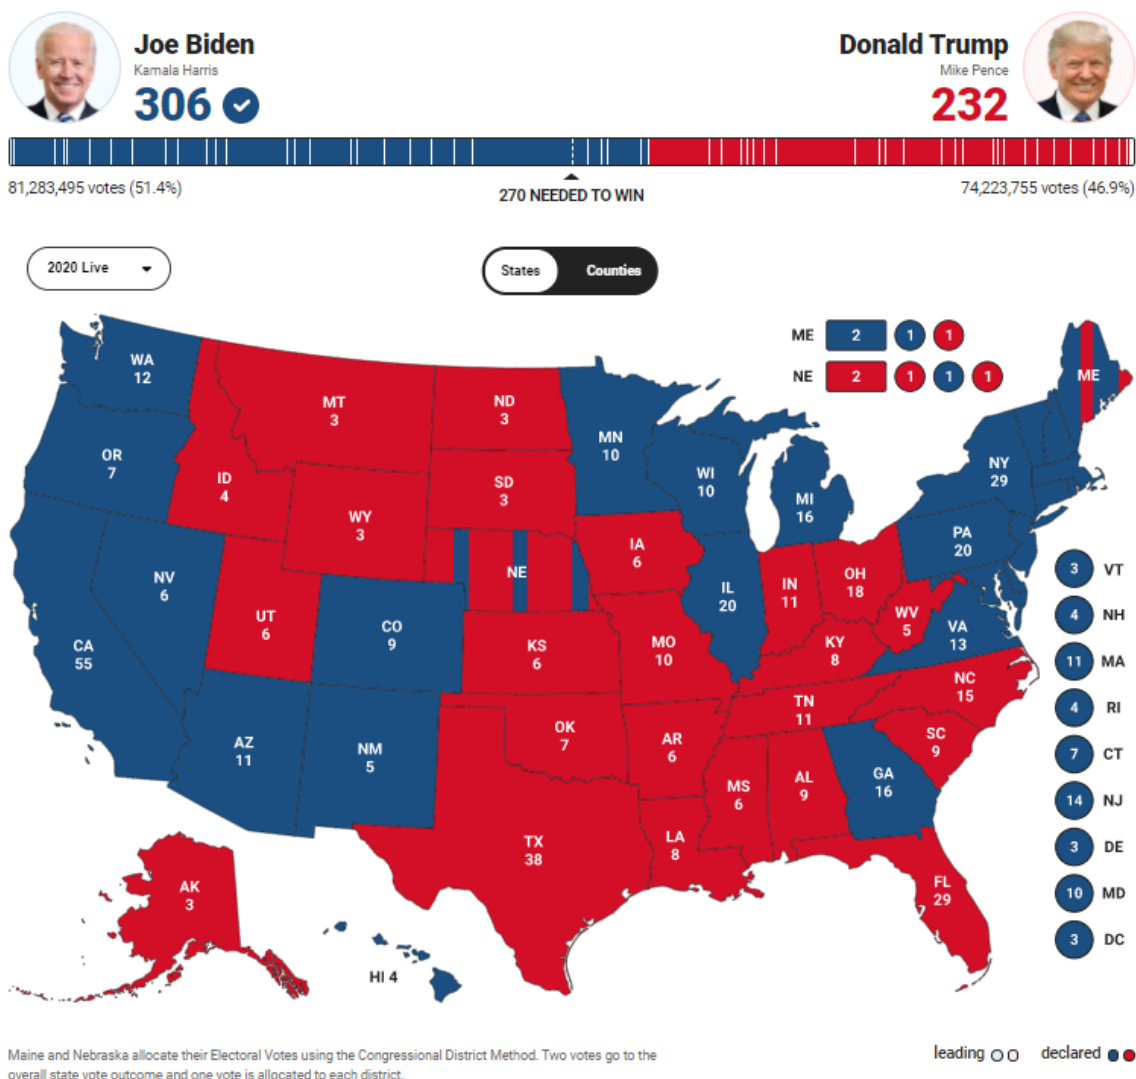 Joe Biden
Kamala Harris
306
Donald Trump
Mike Pence
232
81,283,495 votes (51.4%)
270 NEEDED TO WIN
74,223,755 votes (46.9%)
2020 Live
States
Counties
ME 2 1 1
NE 2 1 1 1
WA
12
OR
7
CA
55
NV
6
ID
4
MT
3
WY
3
UT
6
CO
9
AZ
11
NM
5
ND
3
SD
3
NE
KS
6
OK
7
TX
38
MN
10
IA
6
MO
10
AR
6
LA
8
WI
10
IL
20
MI
16
IN
11
OH
18
KY
8
TN
11
MS
6
AL
9
GA
16
FL
29
SC
9
NC
15
VA
13
WV
5
PA
20
NY
29
ME
AK
3
HI 4
3 VT
4 NH
11 MA
4 RI
7 CT
14 NJ
3 DE
10 MD
3 DC
Maine and Nebraska allocate their Electoral Votes using the Congressional District Method. Two votes go to the
overall state vote outcome and one vote is allocated to each district.
leading declared